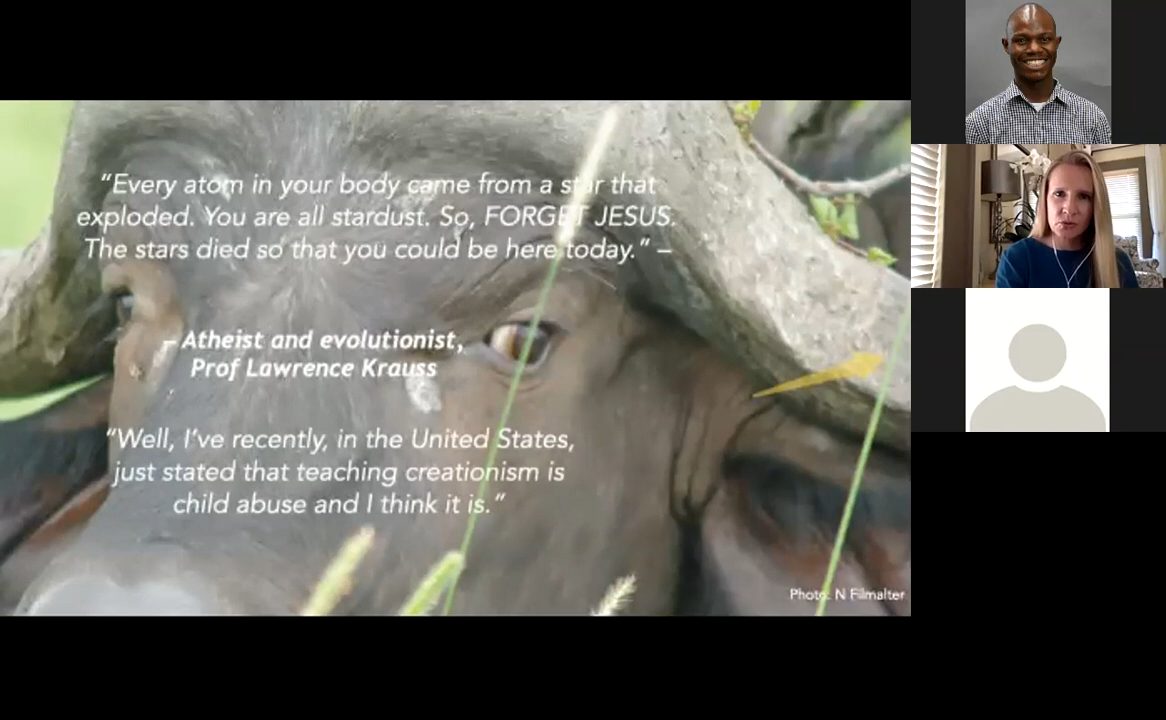 “Every atom in your body came from a star that
exploded. You are all stardust. So, FORGET JESUS.
The stars died so that you could be here today.” –
– Atheist and evolutionist,
Prof Lawrence Krauss
“Well, I’ve recently, in the United States,
just stated that teaching creationism is
child abuse and I think it is.”
Photo: N Filmalter